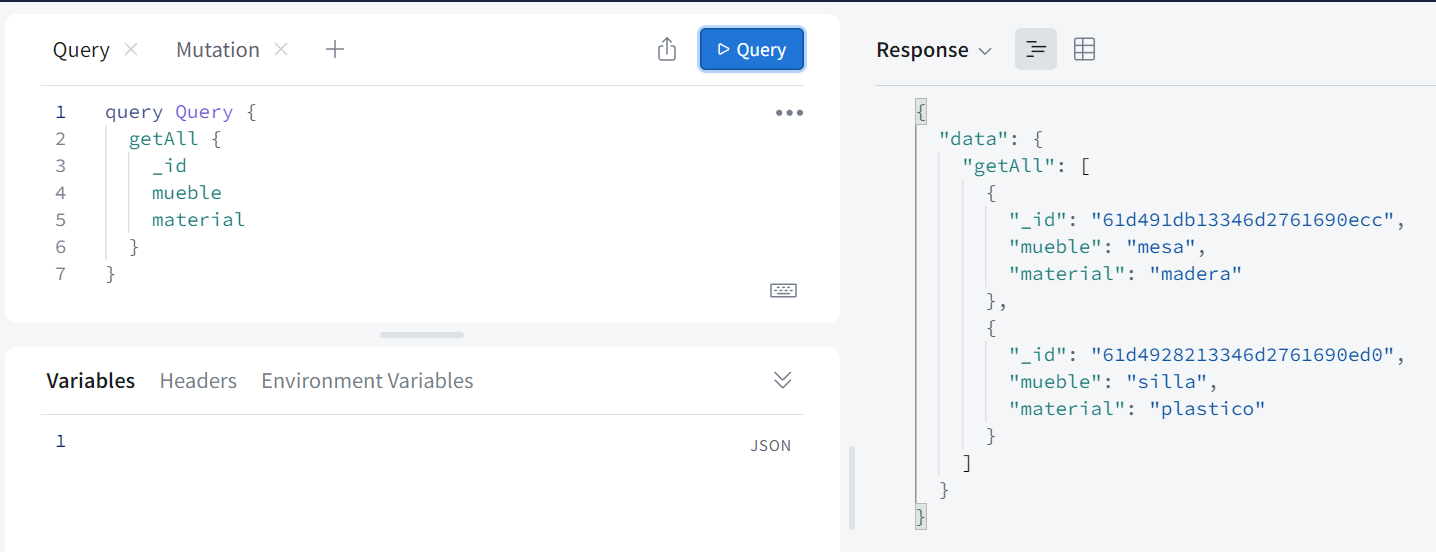 Query
Mutation
Query
1 query Query {
2 getAll {
3 _id
4 mueble
5 material
6 }
7 }
Variables
Headers
Environment Variables
1
JSON
Response
{
"data": {
"getAll": [
{
"_id": "61d491db13346d2761690ecc",
"mueble": "mesa",
"material": "madera"
},
{
"_id": "61d4928213346d2761690ed0",
"mueble": "silla",
"material": "plastico"
}
]
}
}